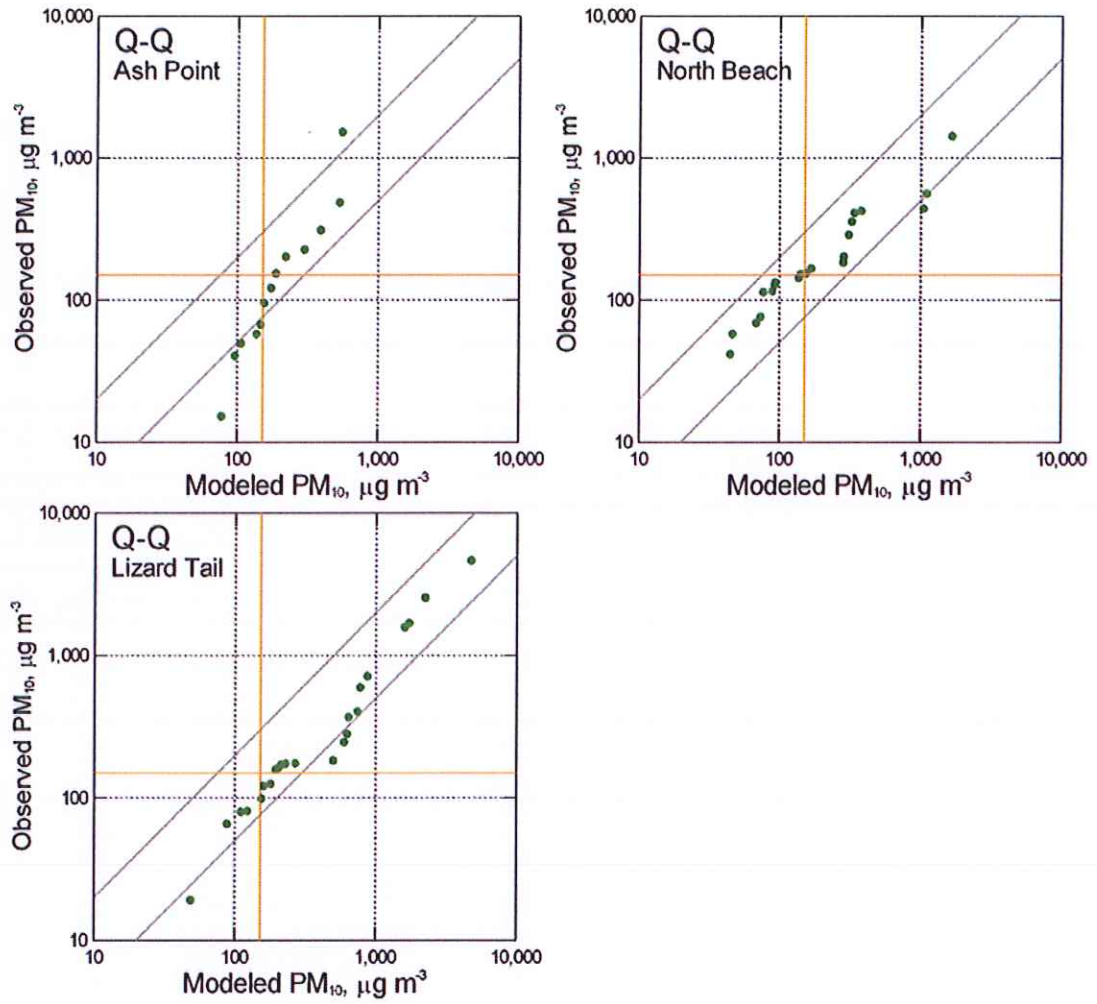 Q-Q
Ash Point
Observed PM₁₀, µg m⁻³
10,000
1,000
100
10
10
100
1,000
10,000
Modeled PM₁₀, µg m⁻³
Q-Q
North Beach
Observed PM₁₀, µg m⁻³
10,000
1,000
100
10
10
100
1,000
10,000
Modeled PM₁₀, µg m⁻³
Q-Q
Lizard Tail
Observed PM₁₀, µg m⁻³
10,000
1,000
100
10
10
100
1,000
10,000
Modeled PM₁₀, µg m⁻³